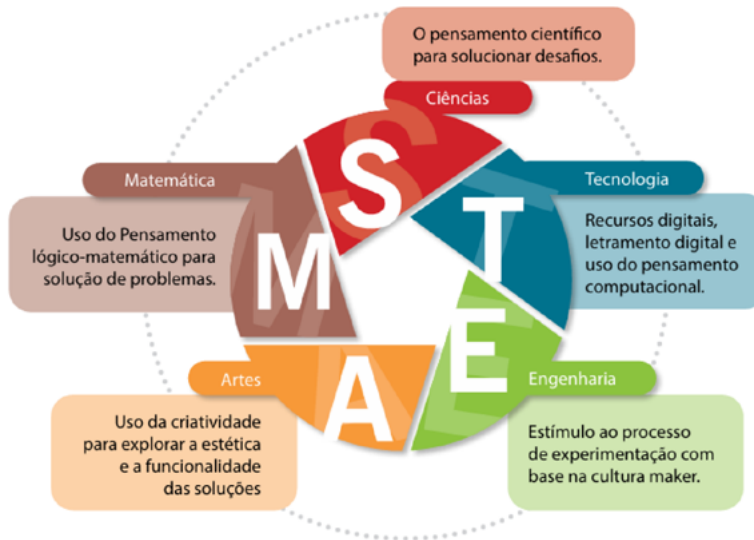 O pensamento científico
para solucionar desafios.
Ciências
S
Tecnologia
T
Recursos digitais,
letramento digital e
uso do pensamento
computacional.
Engenharia
E
Estímulo ao processo
de experimentação com
base na cultura maker.
Artes
A
Uso da criatividade
para explorar a estética
e a funcionalidade
das soluções
Matemática
M
Uso do Pensamento
lógico-matemático para
solução de problemas.